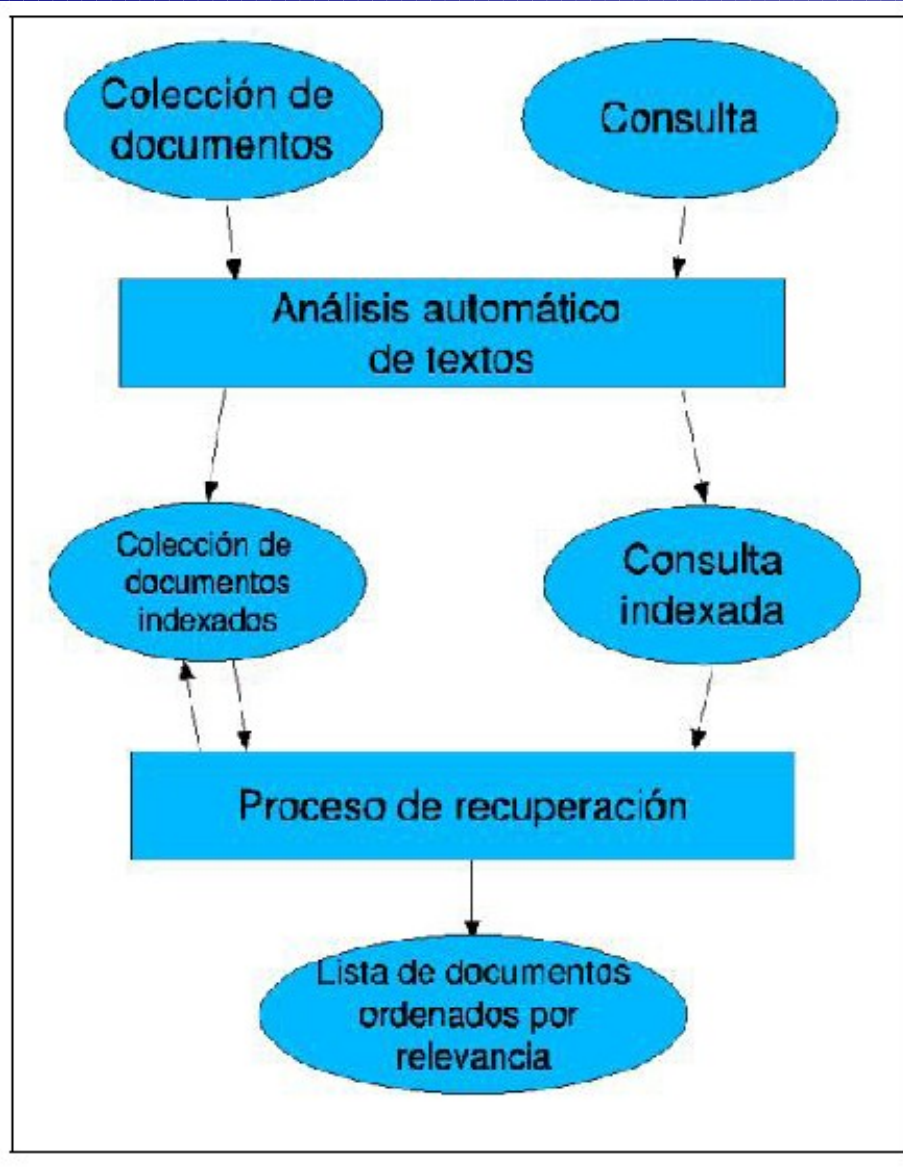 Colección de
documentos
Consulta
Análisis automático
de textos
Colección de
documentos
indexados
Consulta
indexada
Proceso de recuperación
Lista de documentos
ordenados por
relevancia